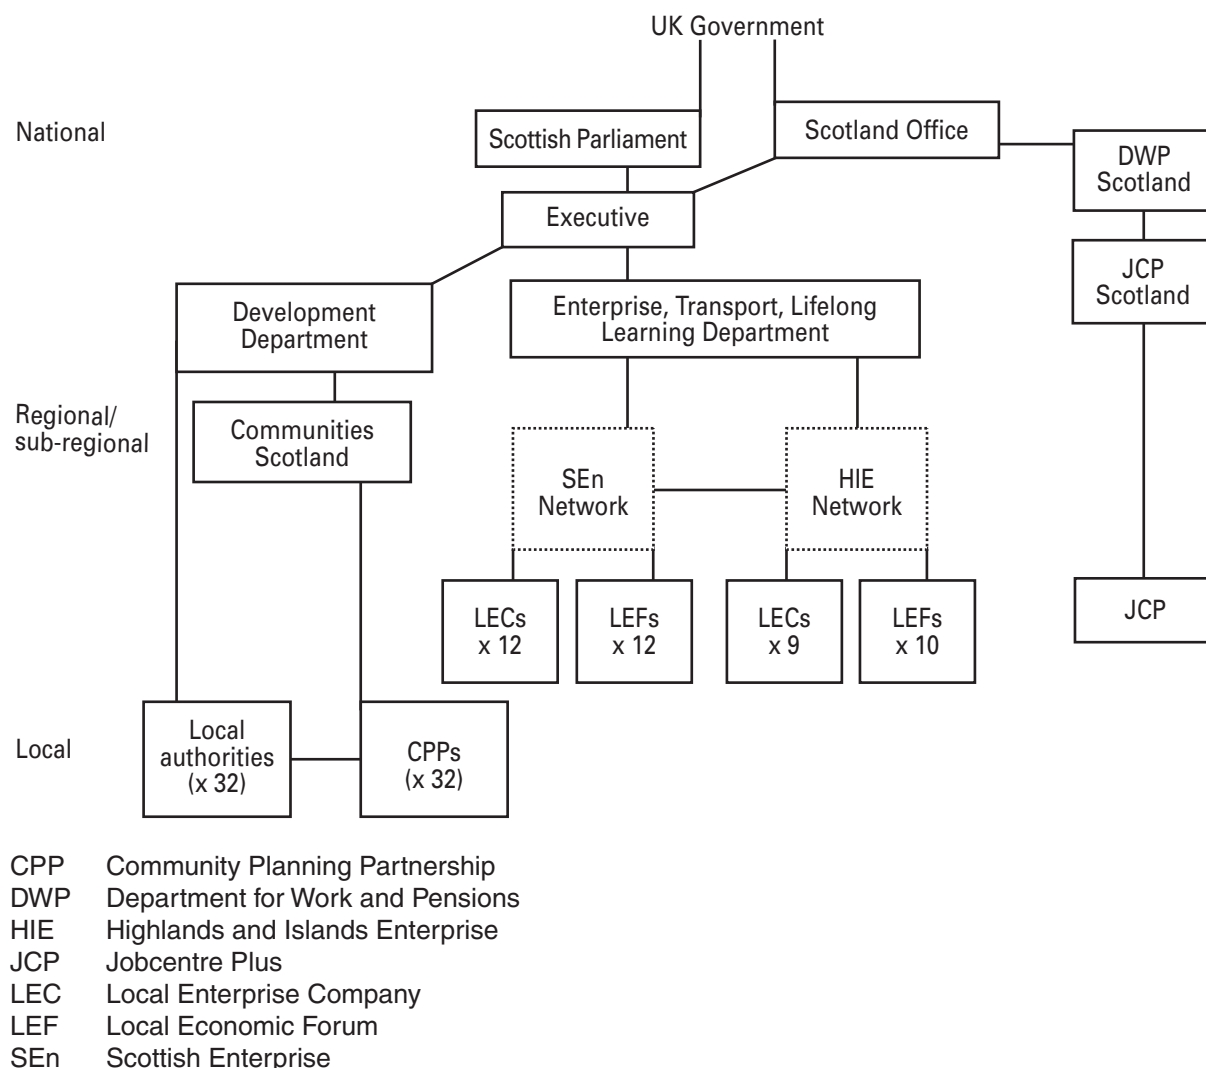 UK Government
National
Scottish Parliament
Scotland Office
DWP
Scotland
Executive
JCP
Scotland
Development
Department
Enterprise, Transport, Lifelong
Learning Department
Regional/
sub-regional
Communities
Scotland
SEn
Network
HIE
Network
LECs
x 12
LEFs
x 12
LECs
x 9
LEFs
x 10
JCP
Local
Local
authorities
(x 32)
CPPs
(x 32)
CPP Community Planning Partnership
DWP Department for Work and Pensions
HIE Highlands and Islands Enterprise
JCP Jobcentre Plus
LEC Local Enterprise Company
LEF Local Economic Forum
SEn Scottish Enterprise